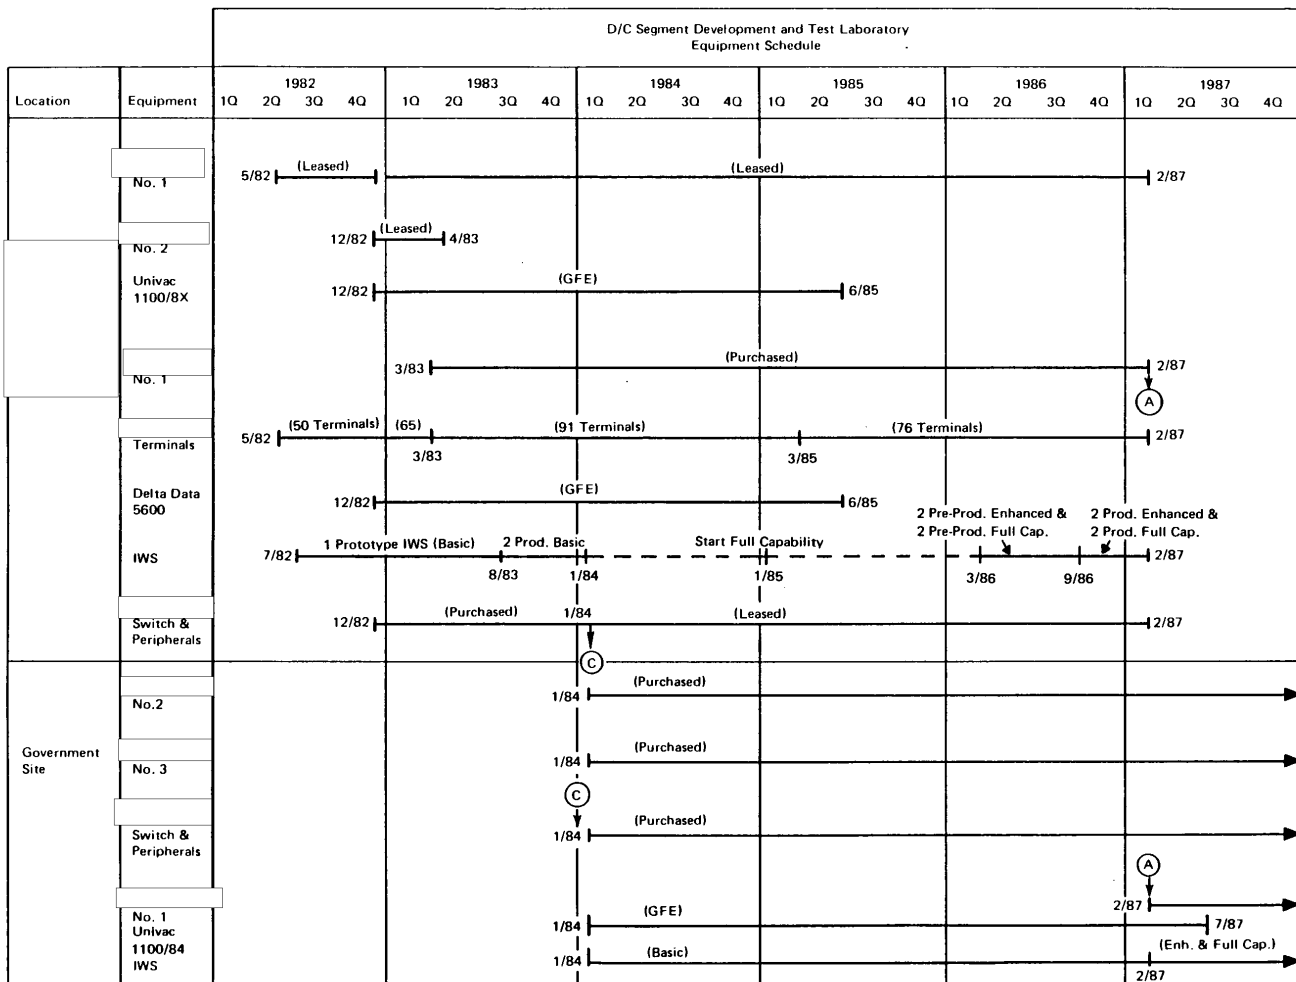 D/C Segment Development and Test Laboratory
Equipment Schedule
1982 1983 1984 1985 1986 1987
Location Equipment 1Q 2Q 3Q 4Q 1Q 2Q 3Q 4Q 1Q 2Q 3Q 4Q 1Q 2Q 3Q 4Q 1Q 2Q 3Q 4Q 1Q 2Q 3Q 4Q
(Leased) (Leased)
No. 1 5/82 2/87
(Leased)
No. 2 12/82 4/83
Univac
1100/8X
(GFE)
12/82 6/85
(Purchased)
No. 1 3/83 2/87
A
(50 Terminals) (65) (91 Terminals) (76 Terminals)
Terminals 5/82 3/83 3/85 2/87
Delta Data
5600
(GFE)
12/82 6/85
2 Pre-Prod. Enhanced & 2 Prod. Enhanced &
2 Pre-Prod. Full Cap. 2 Prod. Full Cap.
1 Prototype IWS (Basic) 2 Prod. Basic Start Full Capability
IWS 7/82 2/87
8/83 1/84 1/85 3/86 9/86
(Purchased) 1/84 (Leased)
Switch &
Peripherals
12/82 2/87
C
(Purchased)
No.2 1/84
Government
Site
(Purchased)
No. 3 1/84
C
(Purchased)
Switch &
Peripherals
1/84
A
2/87
No. 1
(GFE)
Univac
1100/84
1/84 7/87
(Basic) (Enh. & Full Cap.)
IWS 1/84
2/87